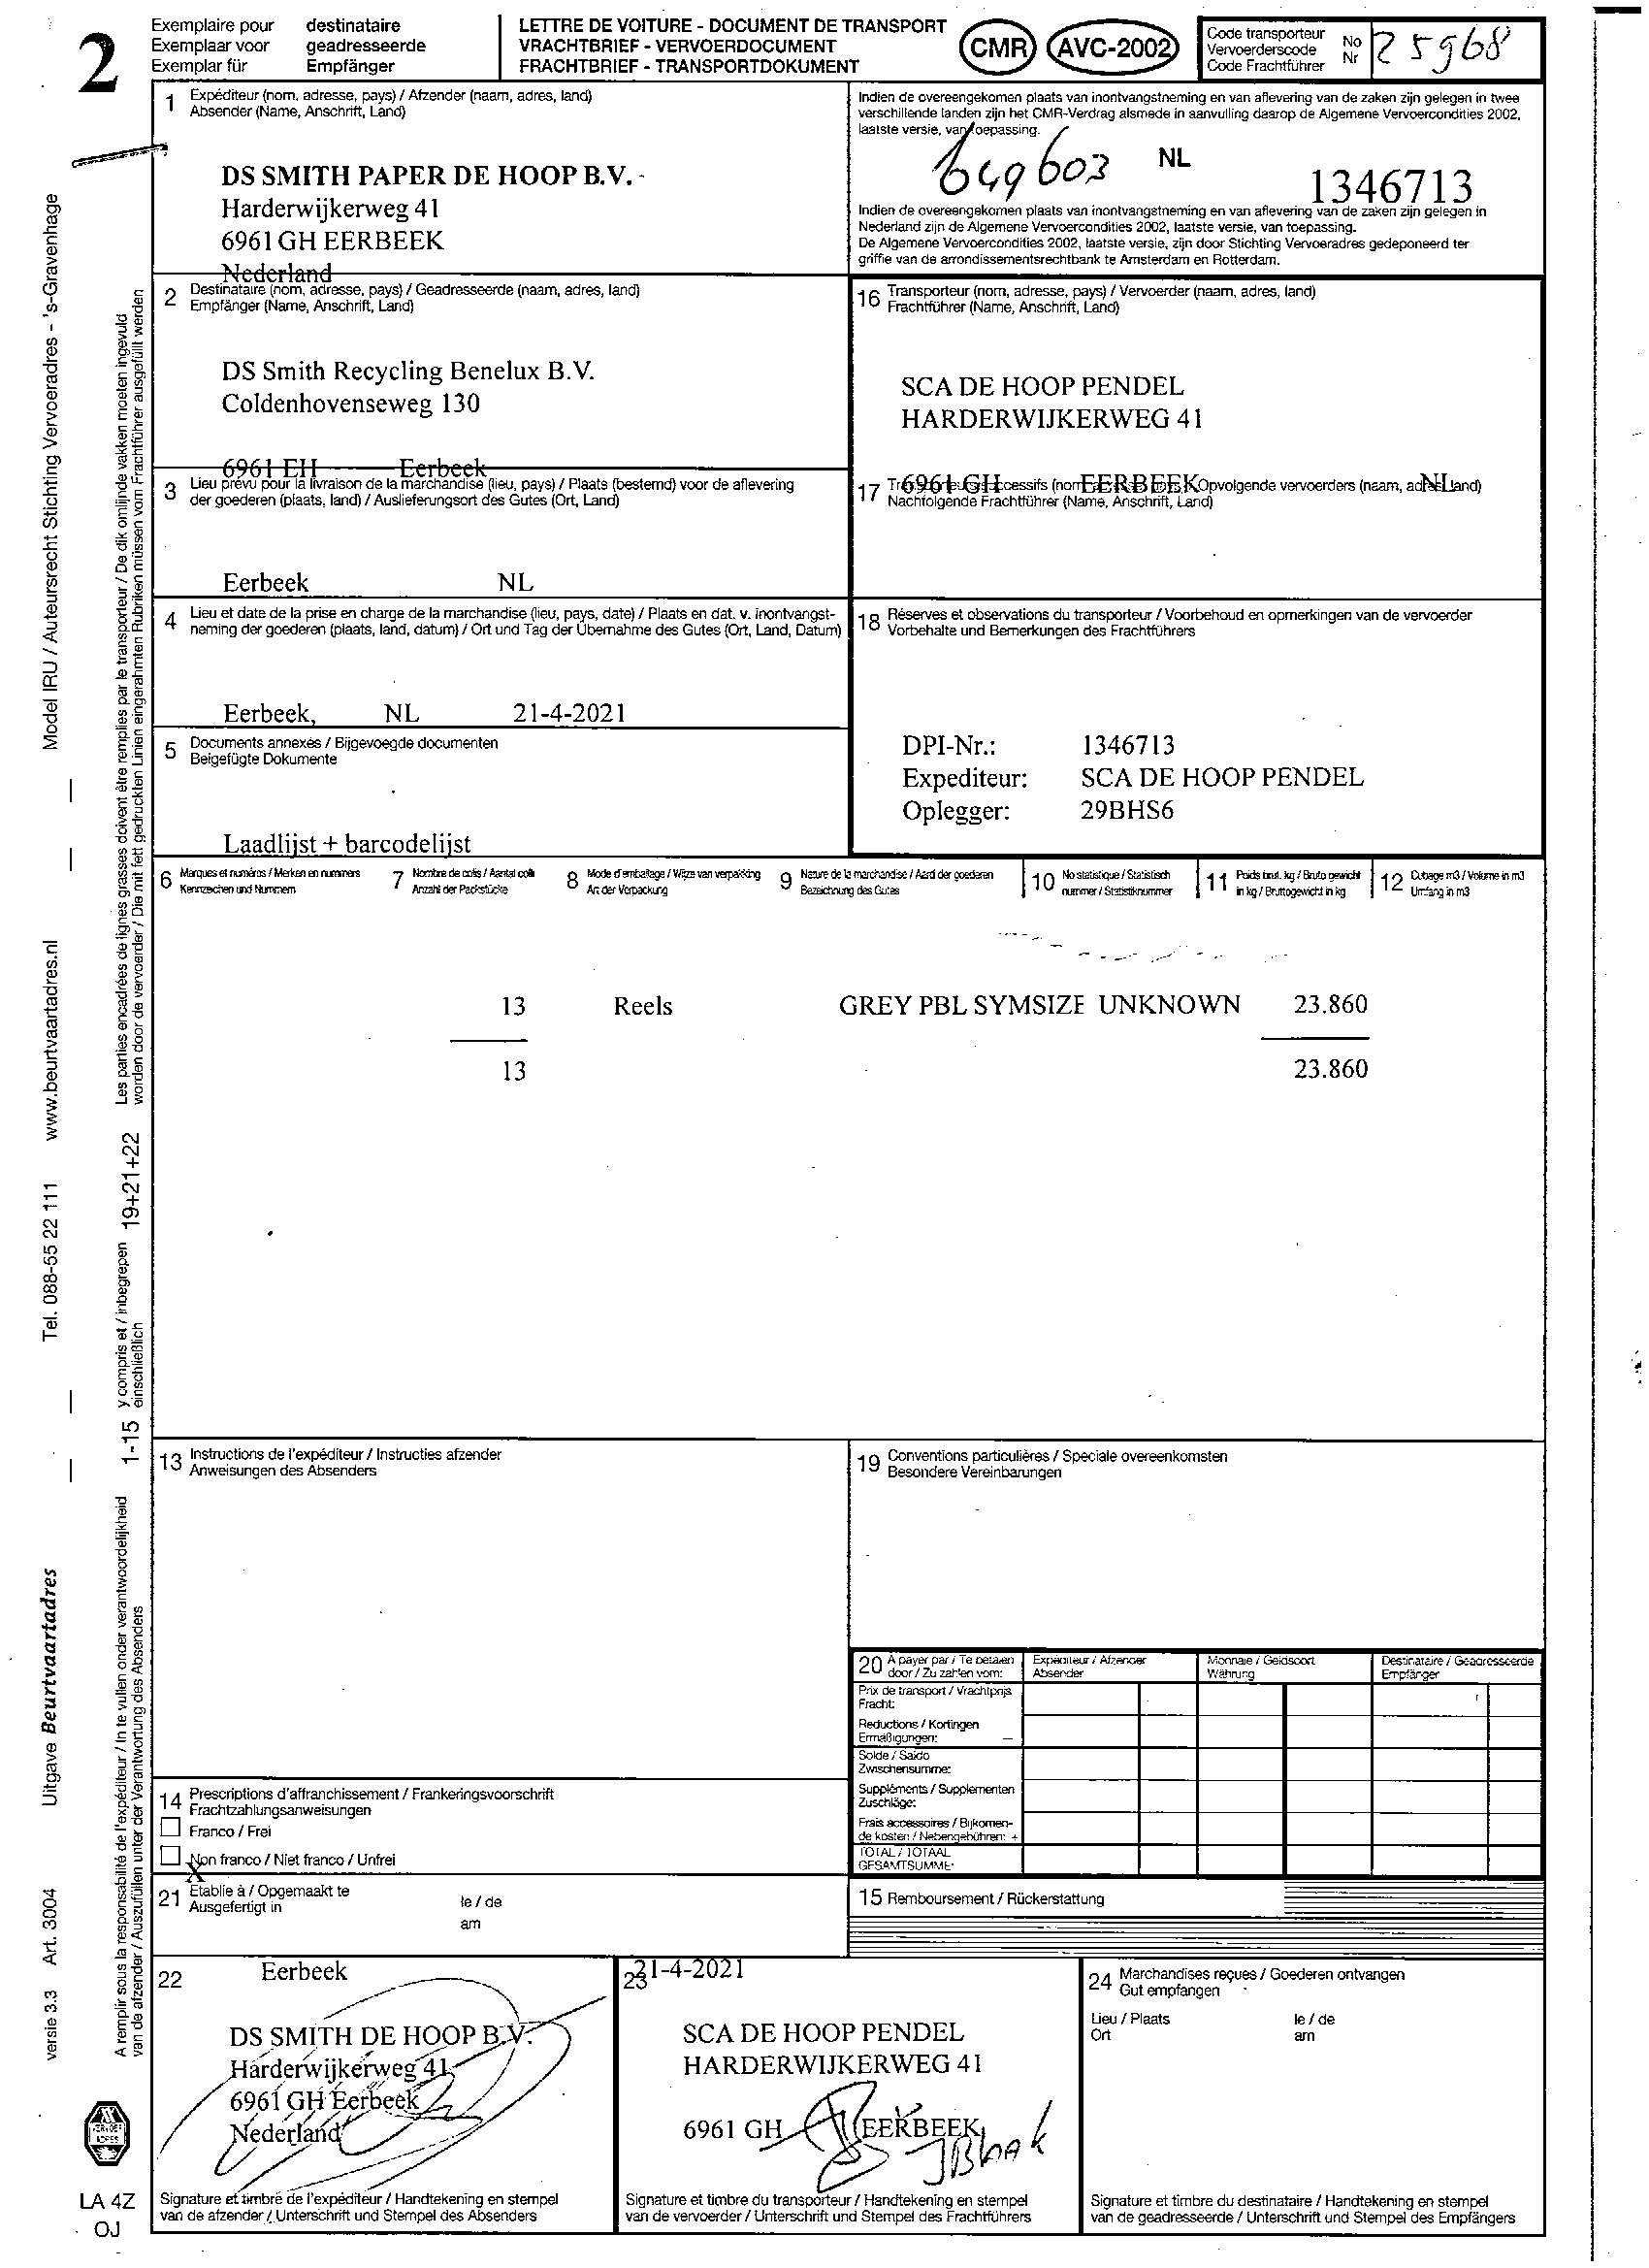 2
Exemplaire pour destinataire
Exemplaar voor geadresseerde
Exemplar für Empfänger
LETTRE DE VOITURE - DOCUMENT DE TRANSPORT
VRACHTBRIEF - VERVOERDOCUMENT
FRACHTBRIEF - TRANSPORTDOKUMENT
CMR AVC-2002
Code transporteur
Vervoerderscode
Code Frachtführer
No
Nr
25968
1 Expéditeur (nom, adresse, pays) / Afzender (naam, adres, land)
Absender (Name, Anschrift, Land)
DS SMITH PAPER DE HOOP B.V.
Harderwijkerweg 41
6961 GH EERBEEK
Nederland
Indien de overeengekomen plaats van inontvangstneming en van aflevering van de zaken zijn gelegen in twee
verschillende landen zijn het CMR-Verdrag alsmede in aanvulling daarop de Algemene Vervoercondities 2002,
laatste versie, van toepassing.
649603 NL
1346713
Indien de overeengekomen plaats van inontvangstneming en van aflevering van de zaken zijn gelegen in
Nederland zijn de Algemene Vervoercondities 2002, laatste versie, van toepassing.
De Algemene Vervoercondities 2002, laatste versie, zijn door Stichting Vervoeradres gedeponeerd ter
griffie van de arrondissementsrechtbank te Amsterdam en Rotterdam.
2 Destinataire (nom, adresse, pays) / Geadresseerde (naam, adres, land)
Empfänger (Name, Anschrift, Land)
DS Smith Recycling Benelux B.V.
Coldenhovenseweg 130
6961 EH Eerbeek
16 Transporteur (nom, adresse, pays) / Vervoerder (naam, adres, land)
Frachtführer (Name, Anschrift, Land)
SCA DE HOOP PENDEL
HARDERWIJKERWEG 41
6961 GH EERBEEK NL
3 Lieu prévu pour la livraison de la marchandise (lieu, pays) / Plaats (bestemd) voor de aflevering
der goederen (plaats, land) / Auslieferungsort des Gutes (Ort, Land)
Eerbeek NL
17 cessifs (nom Opvolgende vervoerders (naam, adres, land)
Nachfolgende Frachtführer (Name, Anschrift, Land)
4 Lieu et date de la prise en charge de la marchandise (lieu, pays, date) / Plaats en dat. v. inontvangst-
neming der goederen (plaats, land, datum) / Ort und Tag der Übernahme des Gutes (Ort, Land, Datum)
Eerbeek, NL 21-4-2021
18 Réserves et observations du transporteur / Voorbehoud en opmerkingen van de vervoerder
Vorbehalte und Bemerkungen des Frachtführers
DPI-Nr.: 1346713
Expediteur: SCA DE HOOP PENDEL
Oplegger: 29BHS6
5 Documents annexés / Bijgevoegde documenten
Beigefügte Dokumente
Laadlijst + barcodelijst
6 Marques et numéros / Merken en nummers
Kennzeichen und Nummern
7 Nombre de colis / Aantal colli
Anzahl der Packstücke
8 Mode d'emballage / Wijze van verpakking
Art der Verpackung
9 Nature de la marchandise / Aard der goederen
Bezeichnung des Gutes
10 No statistique / Statistisch
nummer / Statistiknummer
11 Poids brut. kg / Bruto gewicht
in kg / Bruttogewicht in kg
12 Cubage m3 / Volume in m3
Umfang in m3
13 Reels GREY PBL SYMSIZE UNKNOWN 23.860
13 23.860
13 Instructions de l'expéditeur / Instructies afzender
Anweisungen des Absenders
19 Conventions particulières / Speciale overeenkomsten
Besondere Vereinbarungen
20 A payer par / Te betalen
door / Zu zahlen vom:
Expéditeur / Afzender
Absender
Monnaie / Geldsoort
Währung
Destinataire / Geadresseerde
Empfänger
Prix de transport / Vrachtprijs
Fracht:
Reductions / Kortingen
Ermäßigungen: –
Solde / Saldo
Zwischensumme:
Suppléments / Supplementen
Zuschläge:
Frais accessoires / Bijkomen-
de kosten / Nebengebühren: +
TOTAL / TOTAAL
GESAMTSUMME:
14 Prescriptions d'affranchissement / Frankeringsvoorschrift
Frachtzahlungsanweisungen
Franco / Frei
Non franco / Niet franco / Unfrei
X
21 Etablie à / Opgemaakt te
Ausgefertigt in
le / de
am
15 Remboursement / Rückerstattung
22 Eerbeek
DS SMITH DE HOOP B.V.
Harderwijkerweg 41
6961 GH Eerbeek
Nederland
Signature et timbre de l'expéditeur / Handtekening en stempel
van de afzender / Unterschrift und Stempel des Absenders
23 21-4-2021
SCA DE HOOP PENDEL
HARDERWIJKERWEG 41
6961 GH EERBEEK
JBlaak
Signature et timbre du transporteur / Handtekening en stempel
van de vervoerder / Unterschrift und Stempel des Frachtführers
24 Marchandises reçues / Goederen ontvangen
Gut empfangen
Lieu / Plaats
Ort
le / de
am
Signature et timbre du destinataire / Handtekening en stempel
van de geadresseerde / Unterschrift und Stempel des Empfängers
Model IRU / Auteursrecht Stichting Vervoeradres - 's-Gravenhage
www.beurtvaartadres.nl
Tel. 088-55 22 111
Uitgave Beurtvaartadres
Art. 3004
versie 3.3
Les parties encadrées de lignes grasses doivent être remplies par le transporteur / De dik omlijnde vakken moeten ingevuld
worden door de vervoerder / Die mit fett gedruckten Linien eingerahmten Rubriken müssen vom Frachtführer ausgefüllt werden
19+21+22
y compris et / inbegrepen
einschließlich
1-15
A remplir sous la responsabilité de l'expéditeur / In te vullen onder verantwoordelijkheid
van de afzender / Auszufüllen unter der Verantwortung des Absenders
LA 4Z
OJ